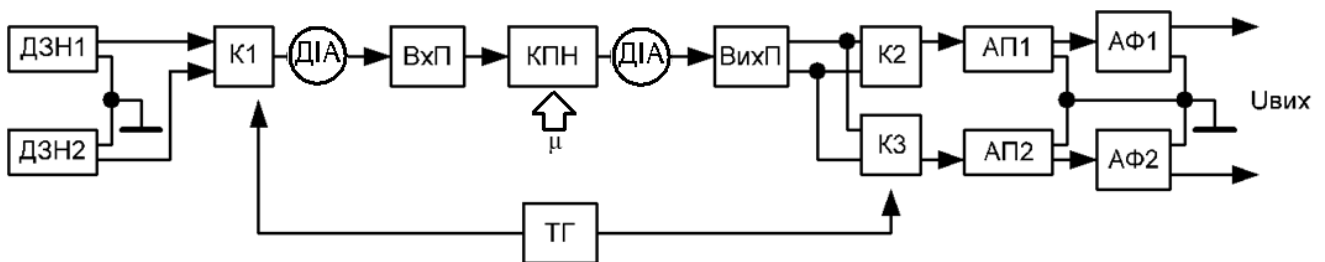 ДЗН1
К1
ДІА
ВхП
КПН
ДІА
ВихП
К2
АП1
АФ1
Uвих
ДЗН2
μ
К3
АП2
АФ2
ТГ